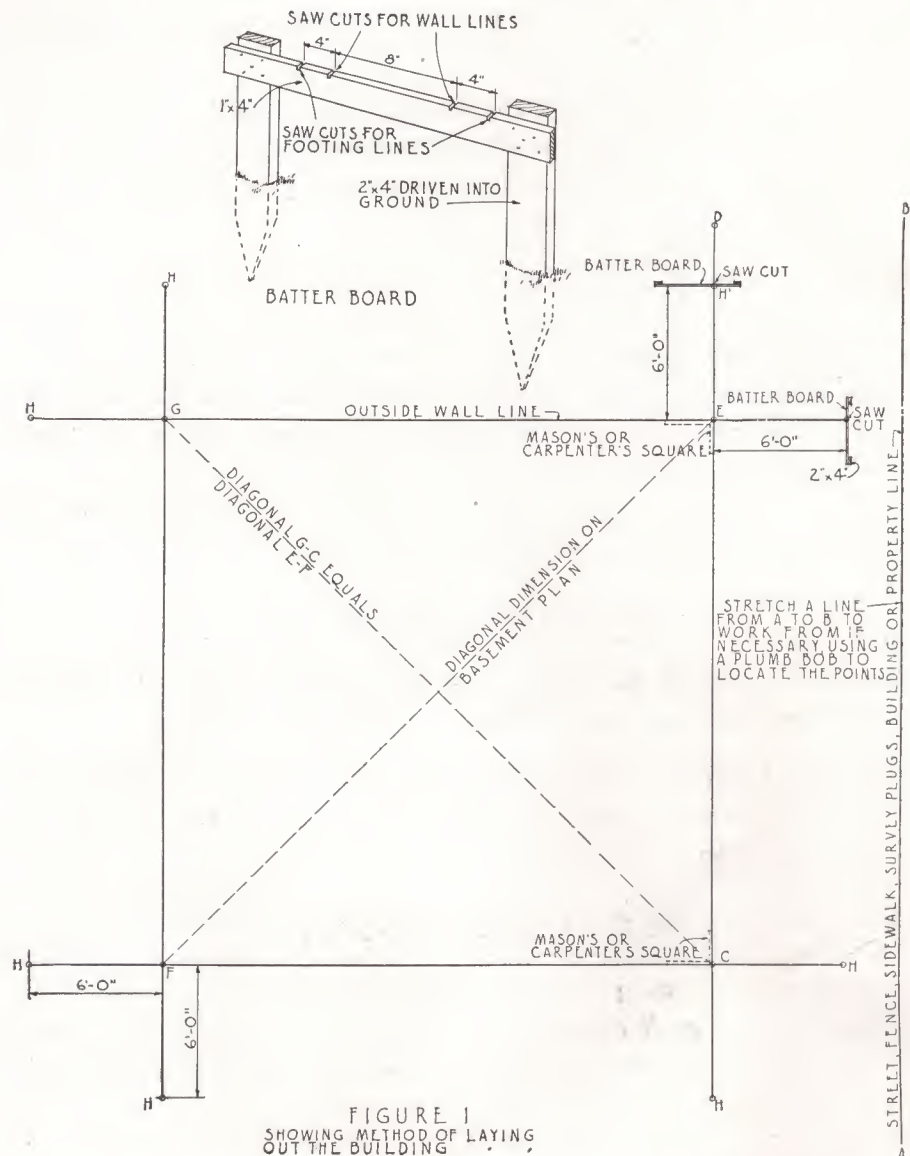 SAW CUTS FOR WALL LINES
4"
8"
4"
1"x4"
SAW CUTS FOR
FOOTING LINES
2"x4" DRIVEN INTO
GROUND
BATTER BOARD
D
B
BATTER BOARD
SAW CUT
H'
H
6'-0"
H
G
OUTSIDE WALL LINE
E
BATTER BOARD
SAW
CUT
MASON'S OR
CARPENTER'S SQUARE
6'-0"
2"x4"
DIAGONAL G-C EQUALS
DIAGONAL E-F
DIAGONAL DIMENSION ON
BASEMENT PLAN
STRETCH A LINE
FROM A TO B TO
WORK FROM IF
NECESSARY USING
A PLUMB BOB TO
LOCATE THE POINTS
STREET, FENCE, SIDEWALK, SURVEY PLUGS, BUILDING OR PROPERTY LINE
MASON'S OR
CARPENTERS SQUARE
H
F
C
H
6'-0"
6'-0"
H
H
A
FIGURE 1
SHOWING METHOD OF LAYING
OUT THE BUILDING